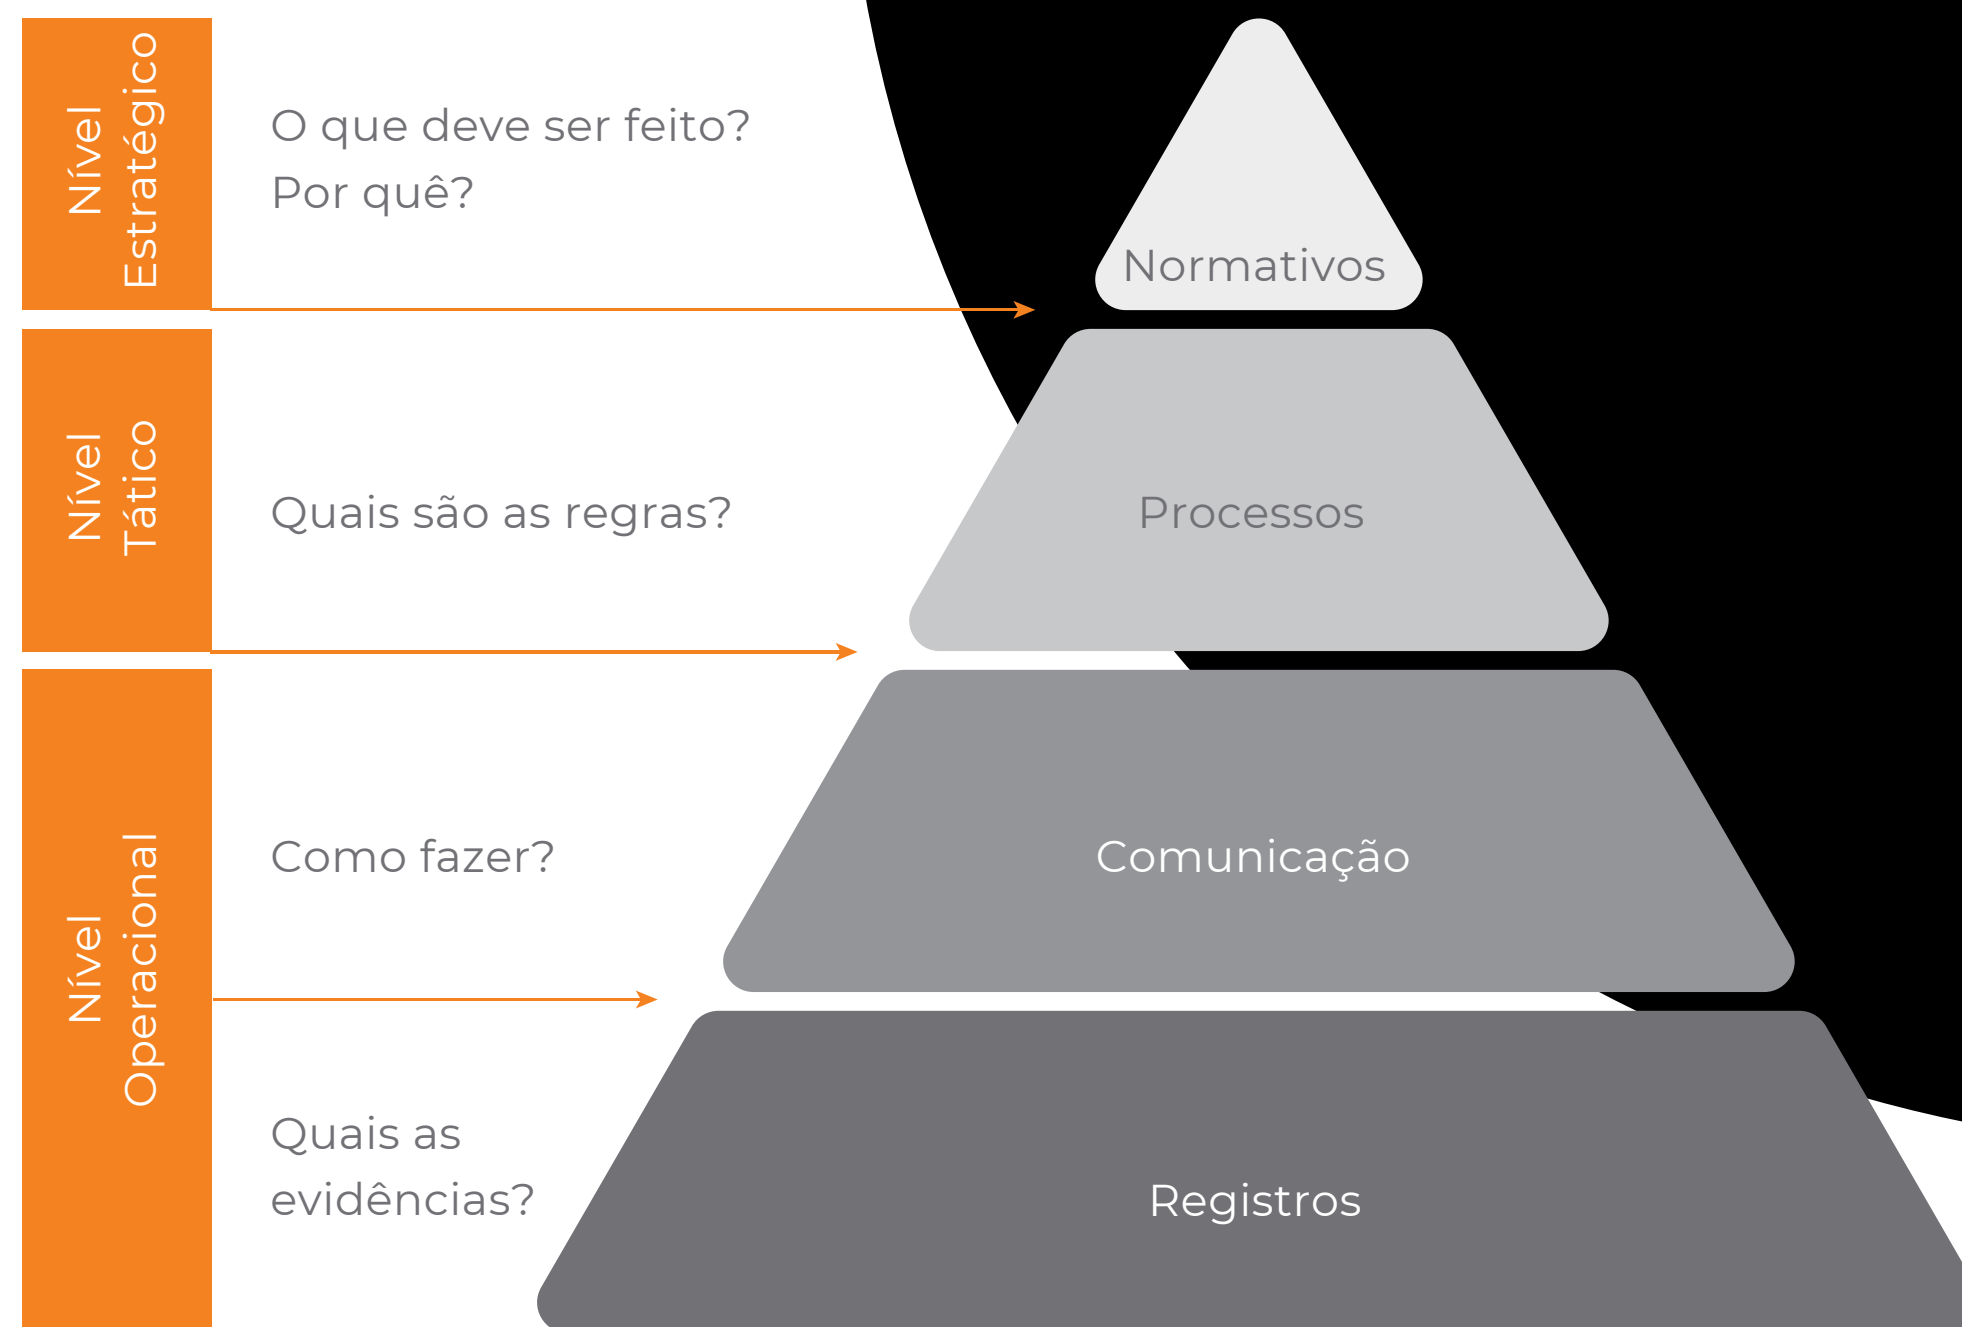 Nível
Estratégico
O que deve ser feito?
Por quê?
Normativos
Nível
Tático
Quais são as regras?
Processos
Nível
Operacional
Como fazer?
Comunicação
Quais as
evidências?
Registros